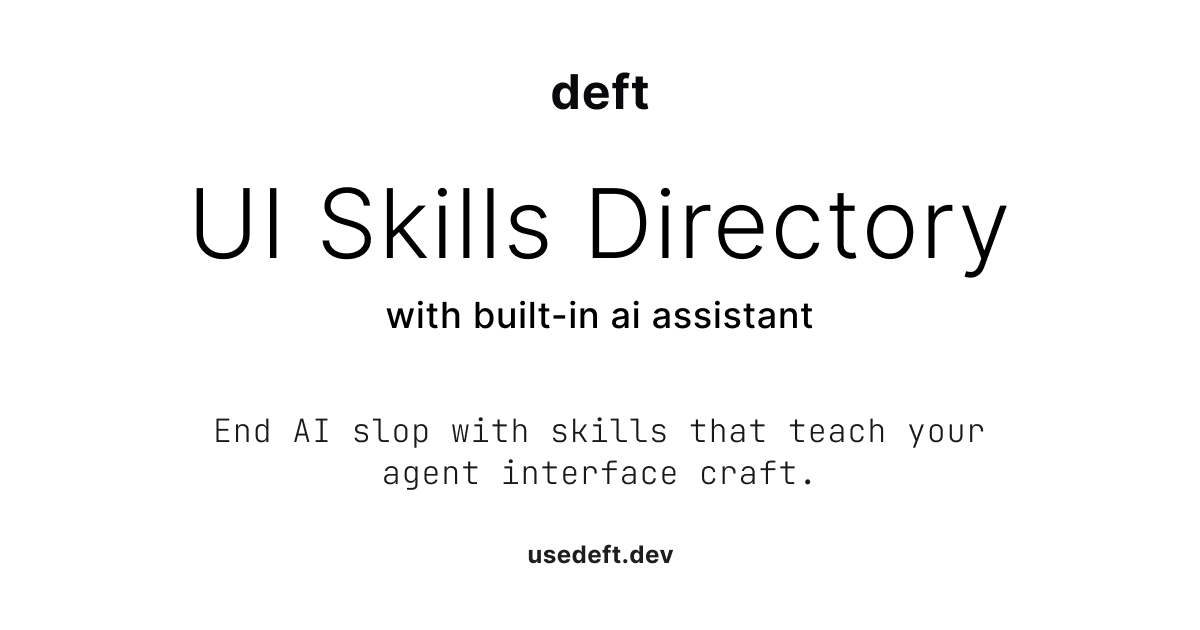 deft
UI Skills Directory
with built-in ai assistant
End AI slop with skills that teach your
agent interface craft.
usedeft.dev